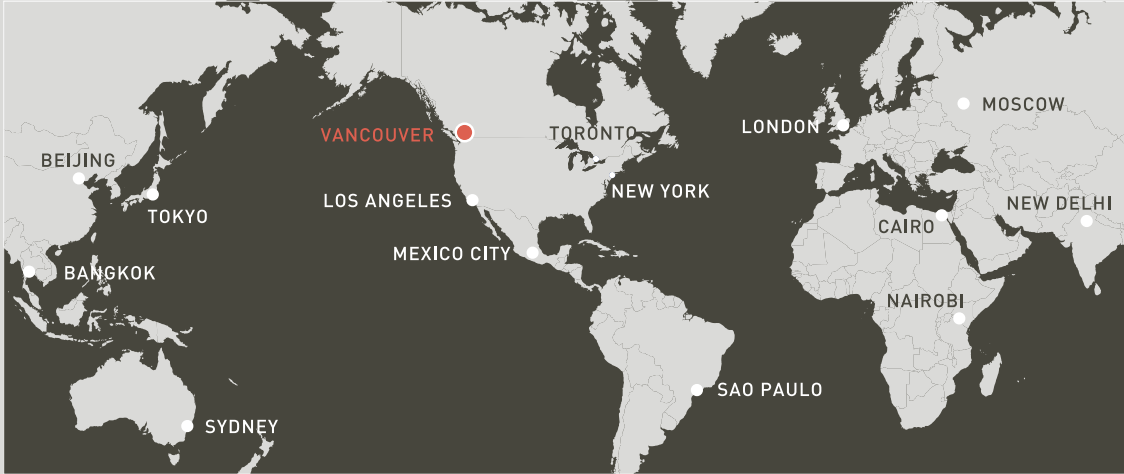 MOSCOW
LONDON
VANCOUVER
TORONTO
BEIJING
NEW YORK
LOS ANGELES
NEW DELHI
TOKYO
CAIRO
MEXICO CITY
BANGKOK
NAIROBI
SAO PAULO
SYDNEY